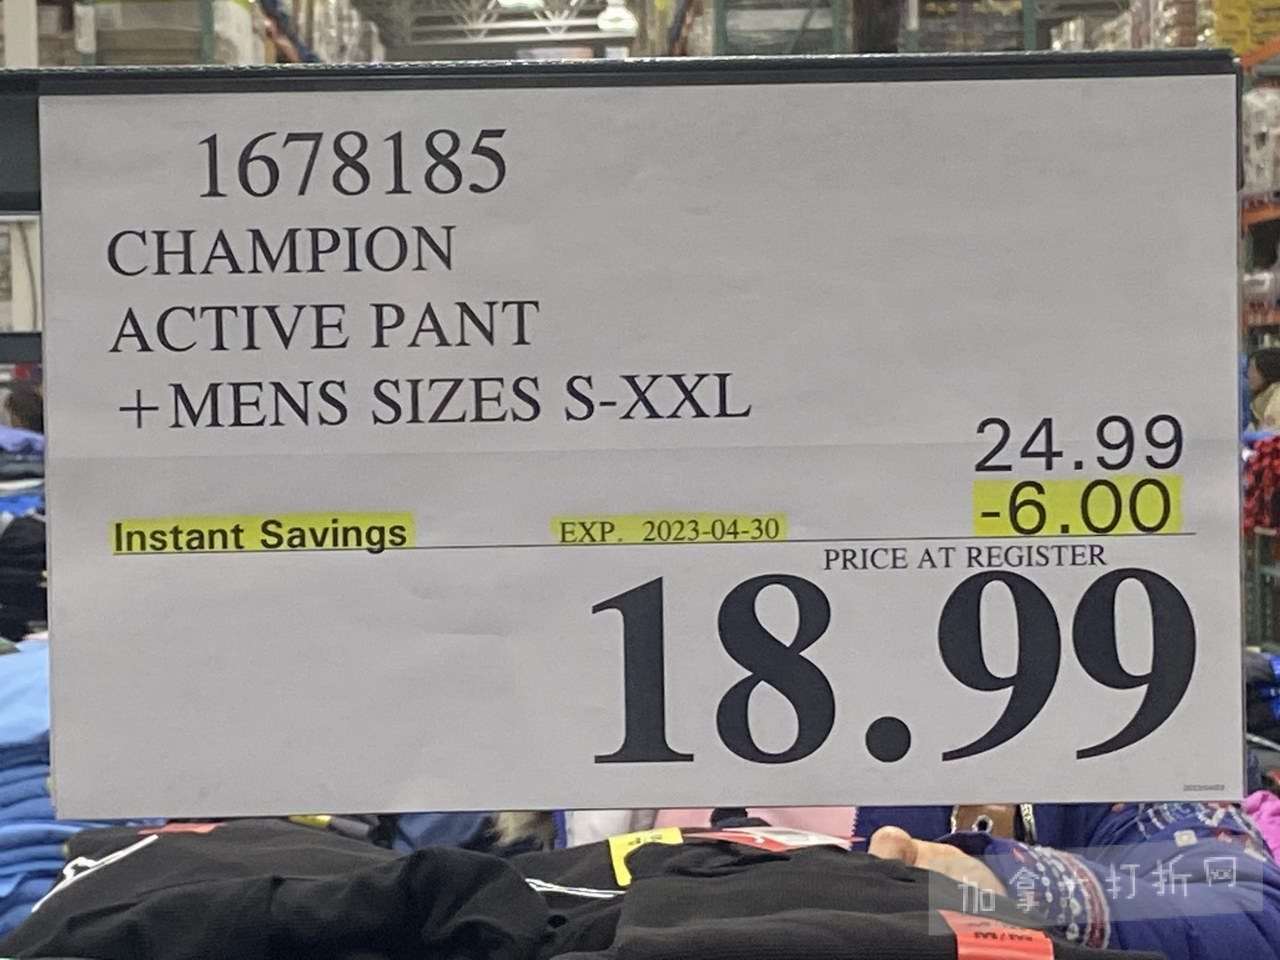 1678185
CHAMPION
ACTIVE PANT
+MENS SIZES S-XXL
24.99
Instant Savings EXP. 2023-04-30 -6.00
PRICE AT REGISTER
18.99
加拿大打折网